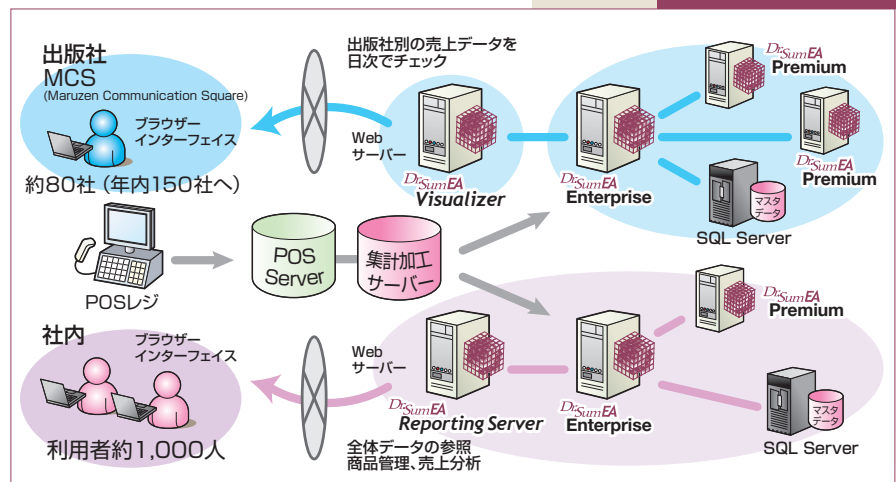 出版社
MCS
(Maruzen Communication Square)
ブラウザー
インターフェイス
約80社（年内150社へ）
出版社別の売上データを
日次でチェック
Web
サーバー
Dr.Sum EA
Visualizer
Dr.Sum EA
Enterprise
Dr.Sum EA
Premium
Dr.Sum EA
Premium
マスタ
データ
SQL Server
POSレジ
POS
Server
集計加工
サーバー
社内
ブラウザー
インターフェイス
利用者約1,000人
Web
サーバー
全体データの参照
商品管理、売上分析
Dr.Sum EA
Reporting Server
Dr.Sum EA
Enterprise
Dr.Sum EA
Premium
マスタ
データ
SQL Server